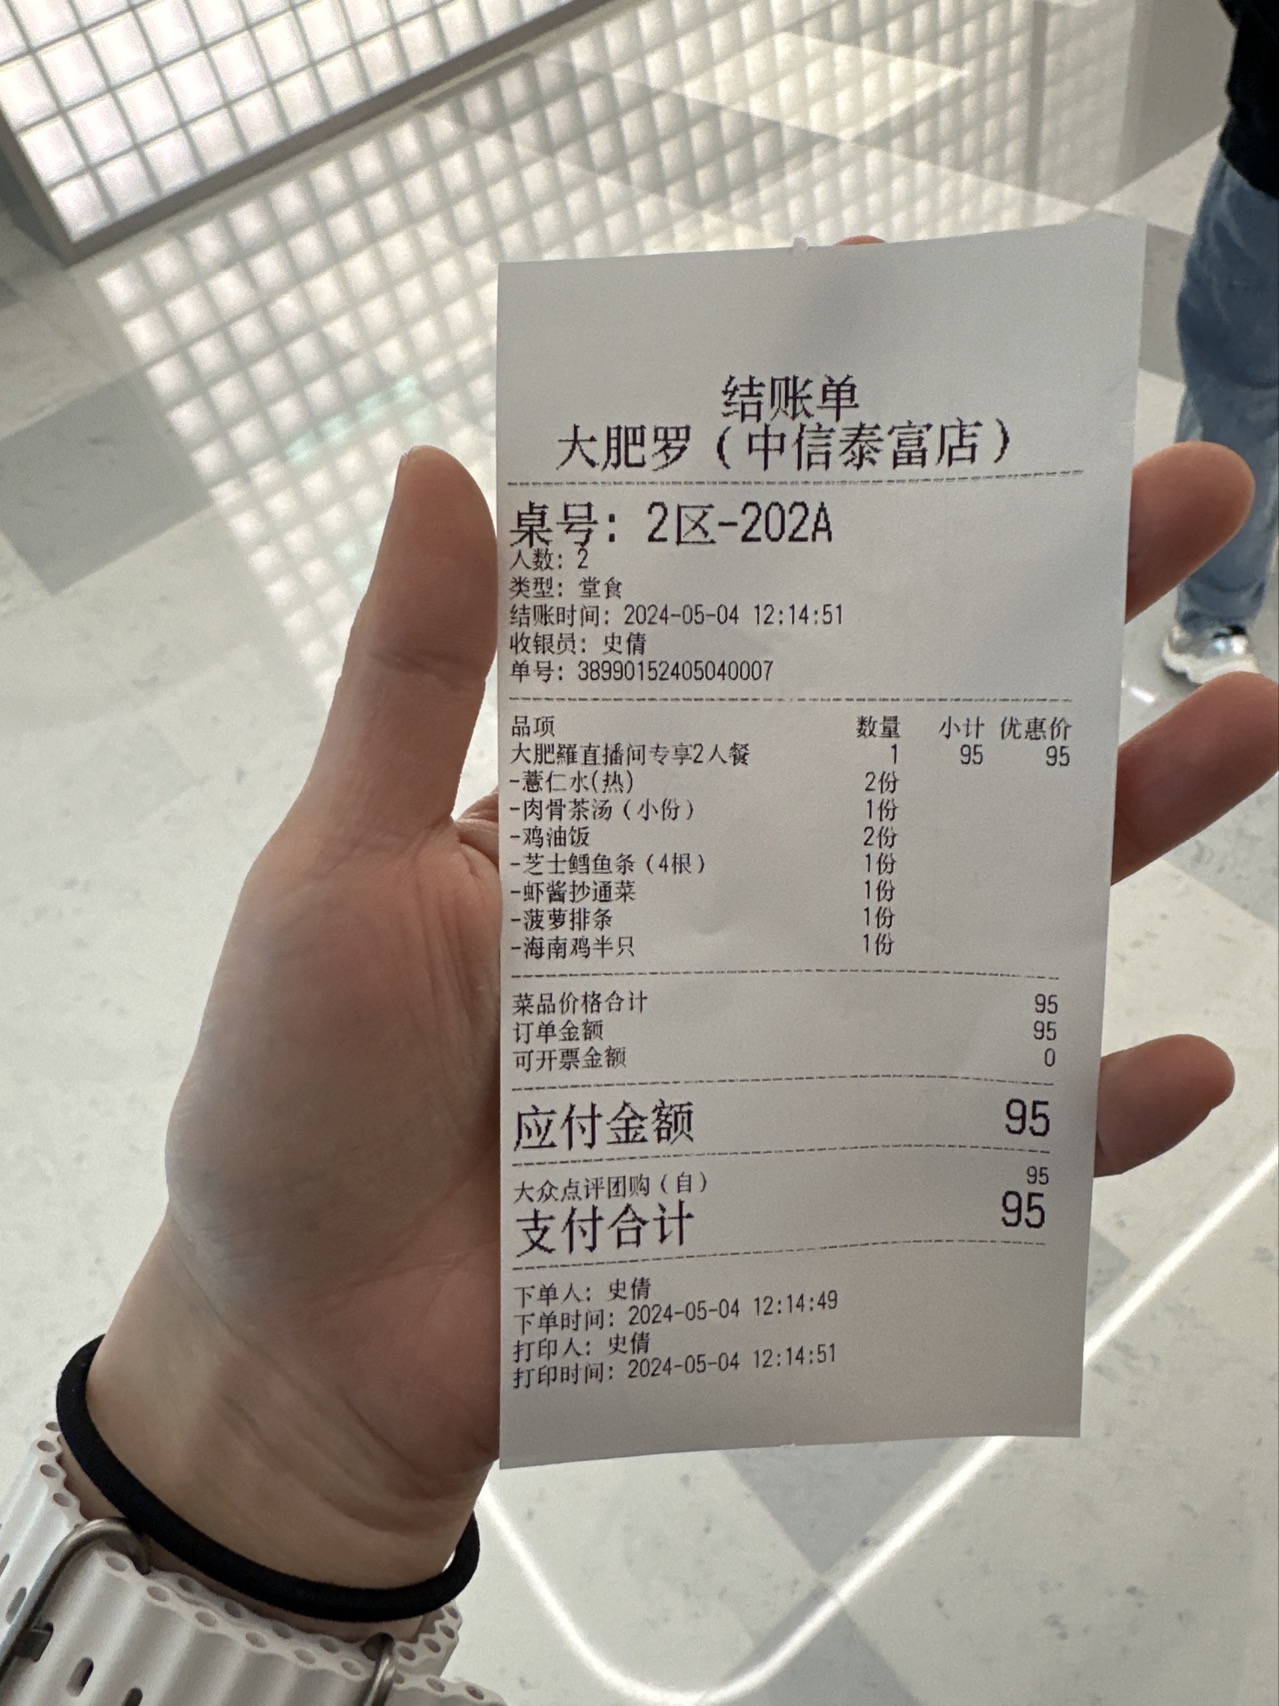 结账单
大肥罗（中信泰富店）
桌号：2区-202A
人数：2
类型：堂食
结账时间：2024-05-04 12:14:51
收银员：史倩
单号：38990152405040007
品项 数量 小计 优惠价
大肥羅直播间专享2人餐 1 95 95
-薏仁水(热) 2份
-肉骨茶汤（小份） 1份
-鸡油饭 2份
-芝士鳕鱼条（4根） 1份
-虾酱抄通菜 1份
-菠萝排条 1份
-海南鸡半只 1份
菜品价格合计 95
订单金额 95
可开票金额 0
应付金额 95
大众点评团购（自） 95
支付合计 95
下单人：史倩
下单时间：2024-05-04 12:14:49
打印人：史倩
打印时间：2024-05-04 12:14:51